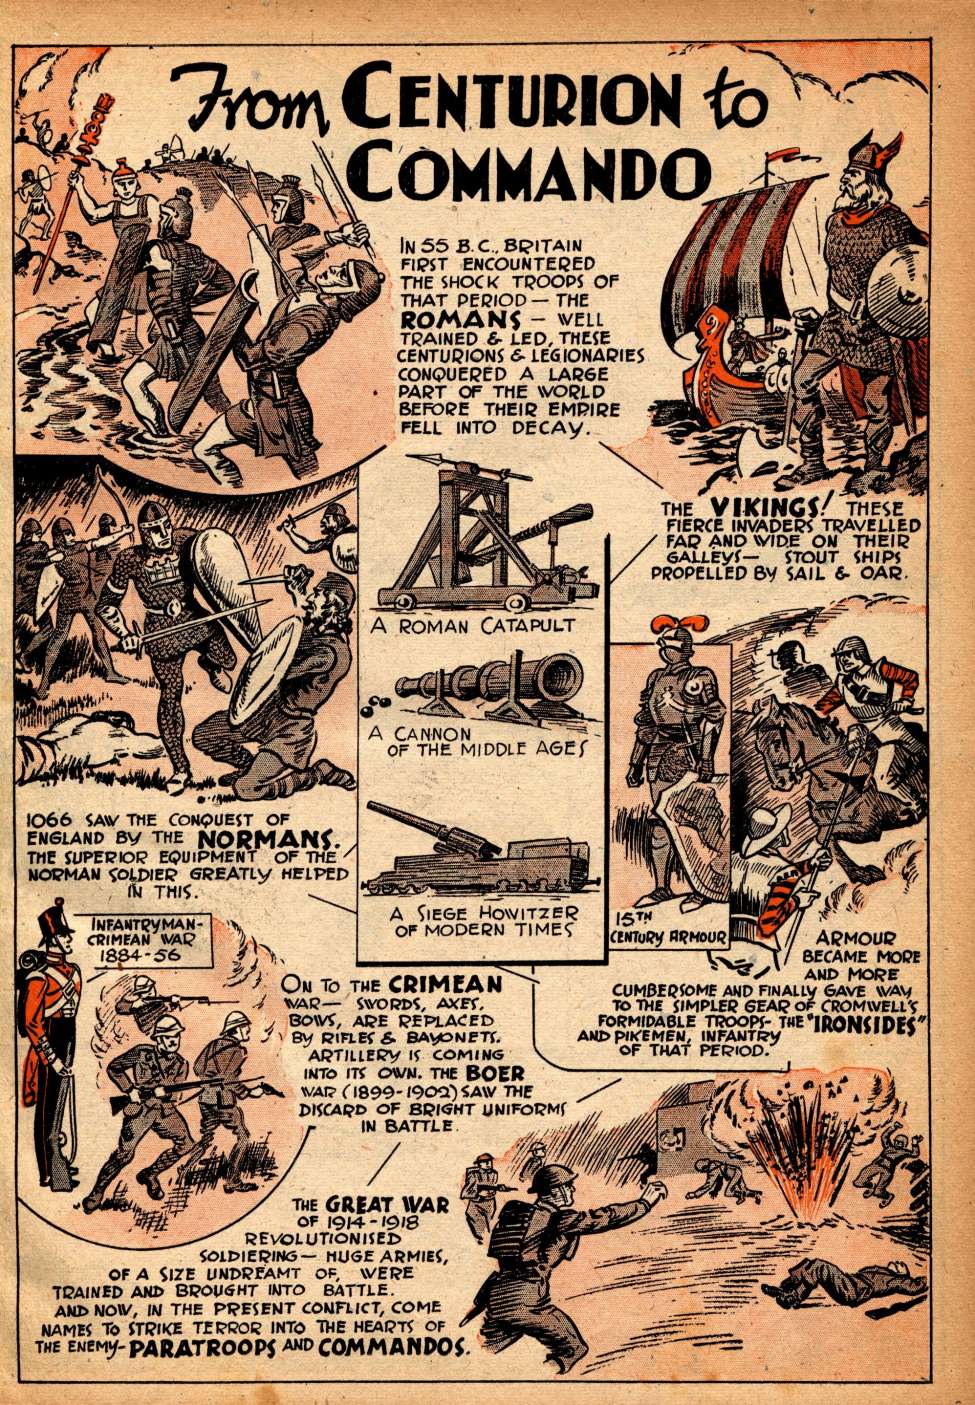 From CENTURION to
COMMANDO
IN 55 B.C., BRITAIN
FIRST ENCOUNTERED
THE SHOCK TROOPS OF
THAT PERIOD — THE
ROMANS — WELL
TRAINED & LED, THESE
CENTURIONS & LEGIONARIES
CONQUERED A LARGE
PART OF THE WORLD
BEFORE THEIR EMPIRE
FELL INTO DECAY.
THE VIKINGS! THESE
FIERCE INVADERS TRAVELLED
FAR AND WIDE ON THEIR
GALLEYS — STOUT SHIPS
PROPELLED BY SAIL & OAR.
A ROMAN CATAPULT
A CANNON
OF THE MIDDLE AGES
A SIEGE HOWITZER
OF MODERN TIMES
1066 SAW THE CONQUEST OF
ENGLAND BY THE NORMANS.
THE SUPERIOR EQUIPMENT OF THE
NORMAN SOLDIER GREATLY HELPED
IN THIS.
15TH
CENTURY ARMOUR
ARMOUR
BECAME MORE
AND MORE
CUMBERSOME AND FINALLY GAVE WAY
TO THE SIMPLER GEAR OF CROMWELL'S
FORMIDABLE TROOPS - THE "IRONSIDES"
AND PIKEMEN, INFANTRY
OF THAT PERIOD.
INFANTRYMAN-
CRIMEAN WAR
1884-56
ON TO THE CRIMEAN
WAR — SWORDS, AXES,
BOWS, ARE REPLACED
BY RIFLES & BAYONETS.
ARTILLERY IS COMING
INTO ITS OWN. THE BOER
WAR (1899-1902) SAW THE
DISCARD OF BRIGHT UNIFORMS
IN BATTLE.
THE GREAT WAR
OF 1914-1918
REVOLUTIONISED
SOLDIERING — HUGE ARMIES,
OF A SIZE UNDREAMT OF, WERE
TRAINED AND BROUGHT INTO BATTLE.
AND NOW, IN THE PRESENT CONFLICT, COME
NAMES TO STRIKE TERROR INTO THE HEARTS OF
THE ENEMY - PARATROOPS AND COMMANDOS.